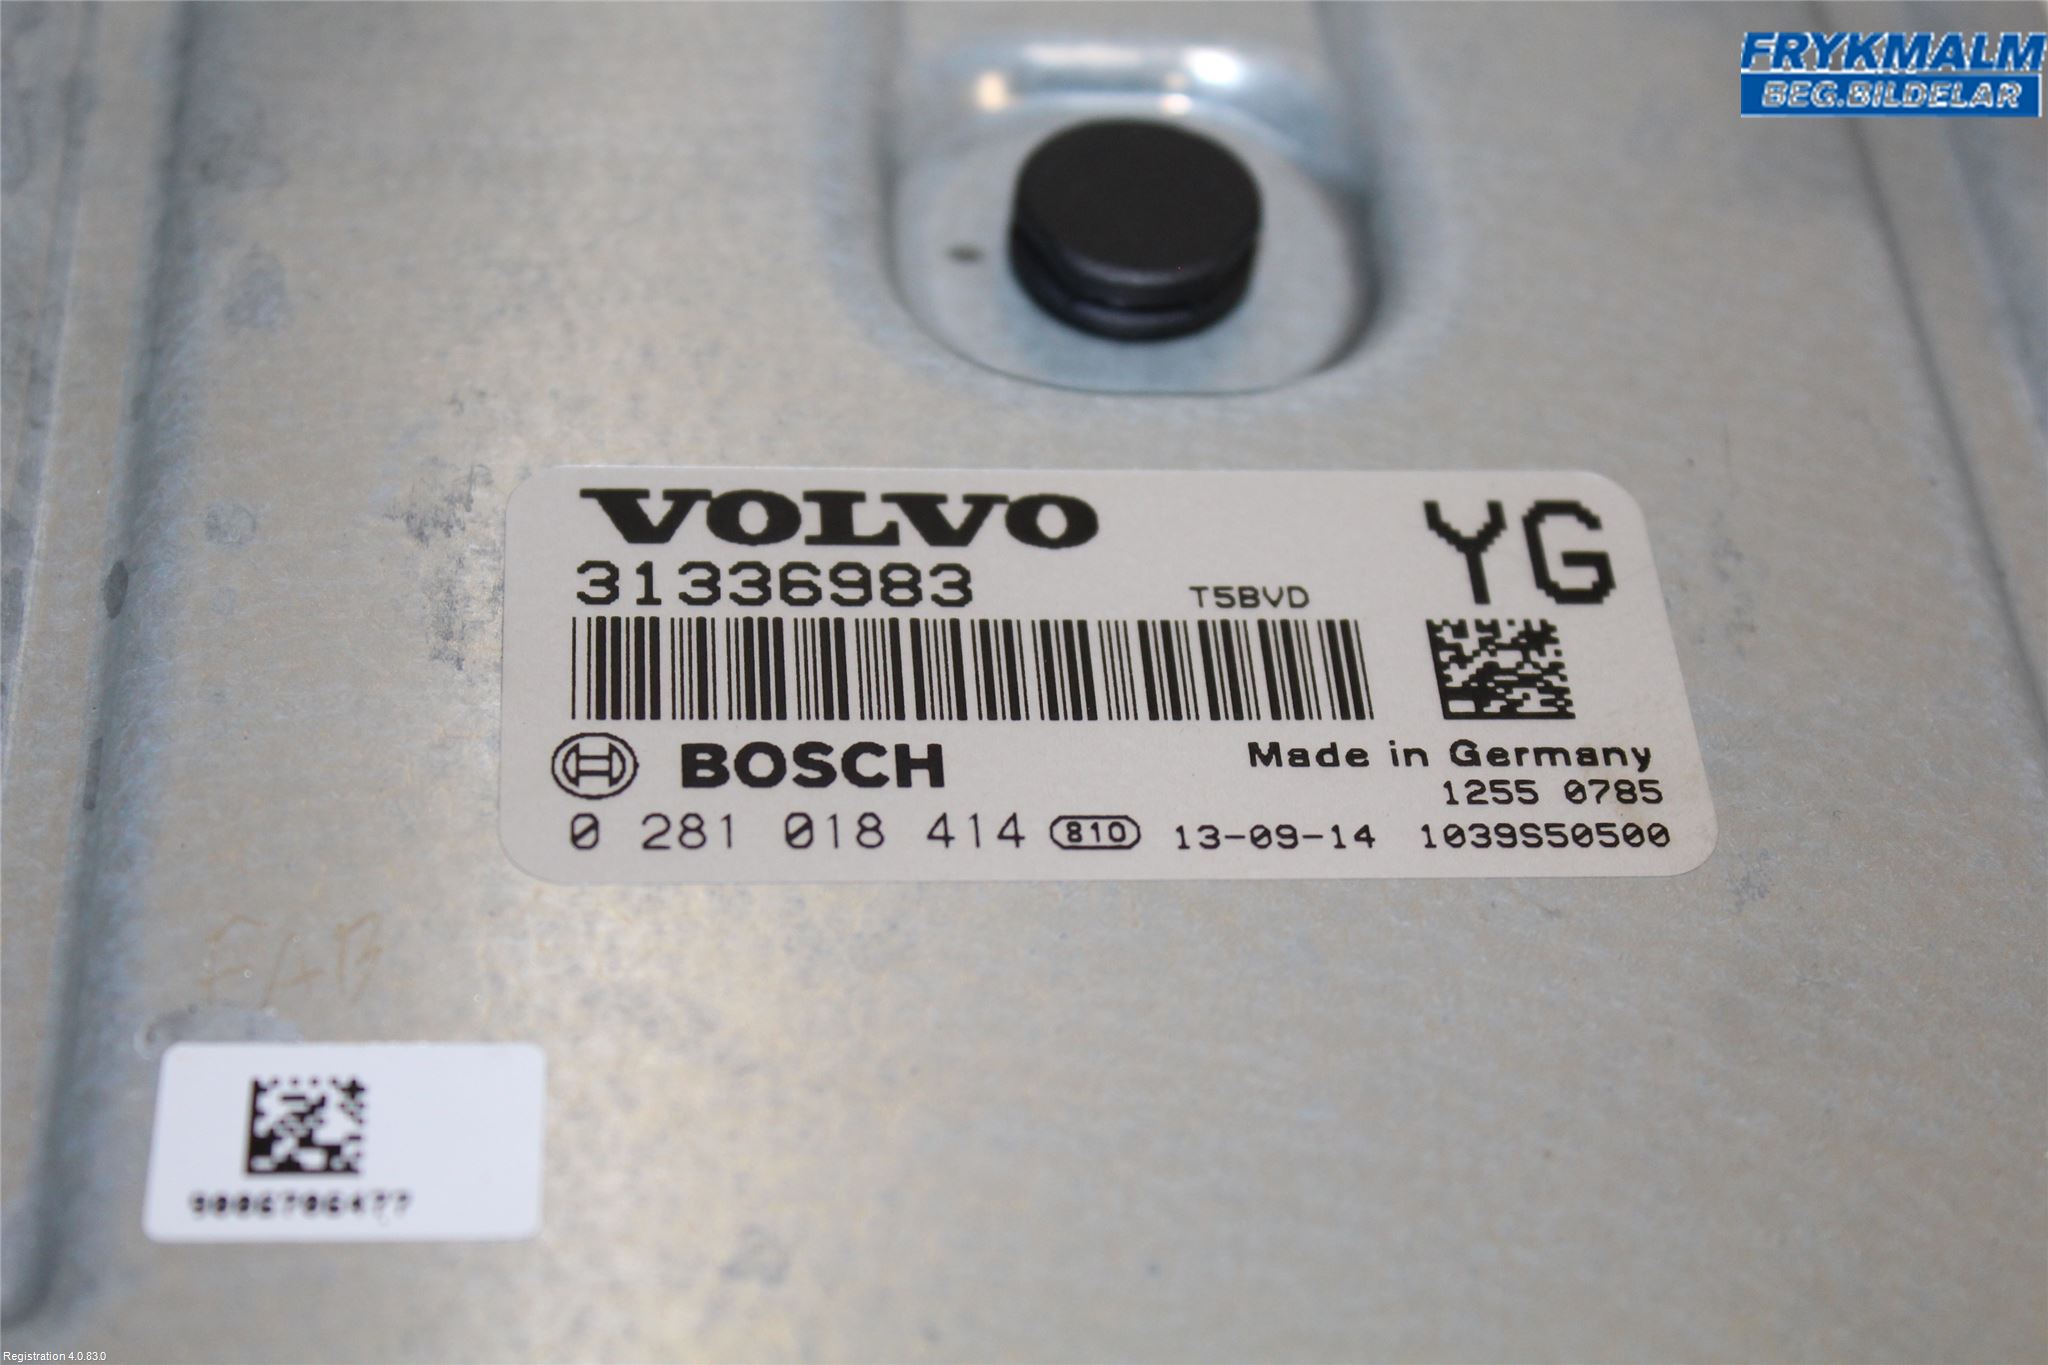 FRYKMALM
BEG.BILDELAR
VOLVO
YG
31336983
T5BVD
BOSCH
Made in Germany
1255 0785
0 281 018 414 810 13-09-14 1039S50500
FAB
Registration 4.0.83.0